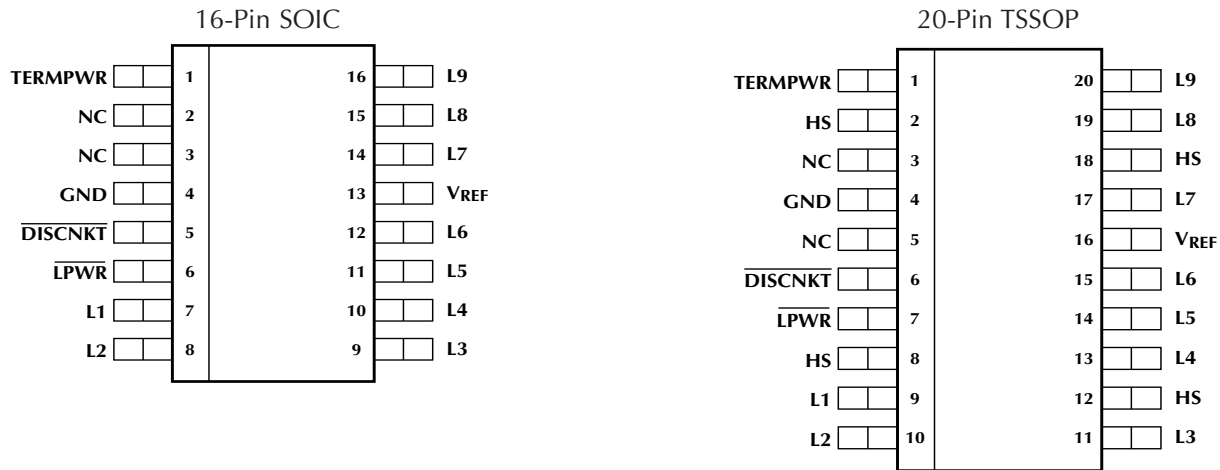 16-Pin SOIC
TERMPWR 1 16 L9
NC 2 15 L8
NC 3 14 L7
GND 4 13 VREF
DISCNKT 5 12 L6
LPWR 6 11 L5
L1 7 10 L4
L2 8 9 L3
20-Pin TSSOP
TERMPWR 1 20 L9
HS 2 19 L8
NC 3 18 HS
GND 4 17 L7
NC 5 16 VREF
DISCNKT 6 15 L6
LPWR 7 14 L5
HS 8 13 L4
L1 9 12 HS
L2 10 11 L3